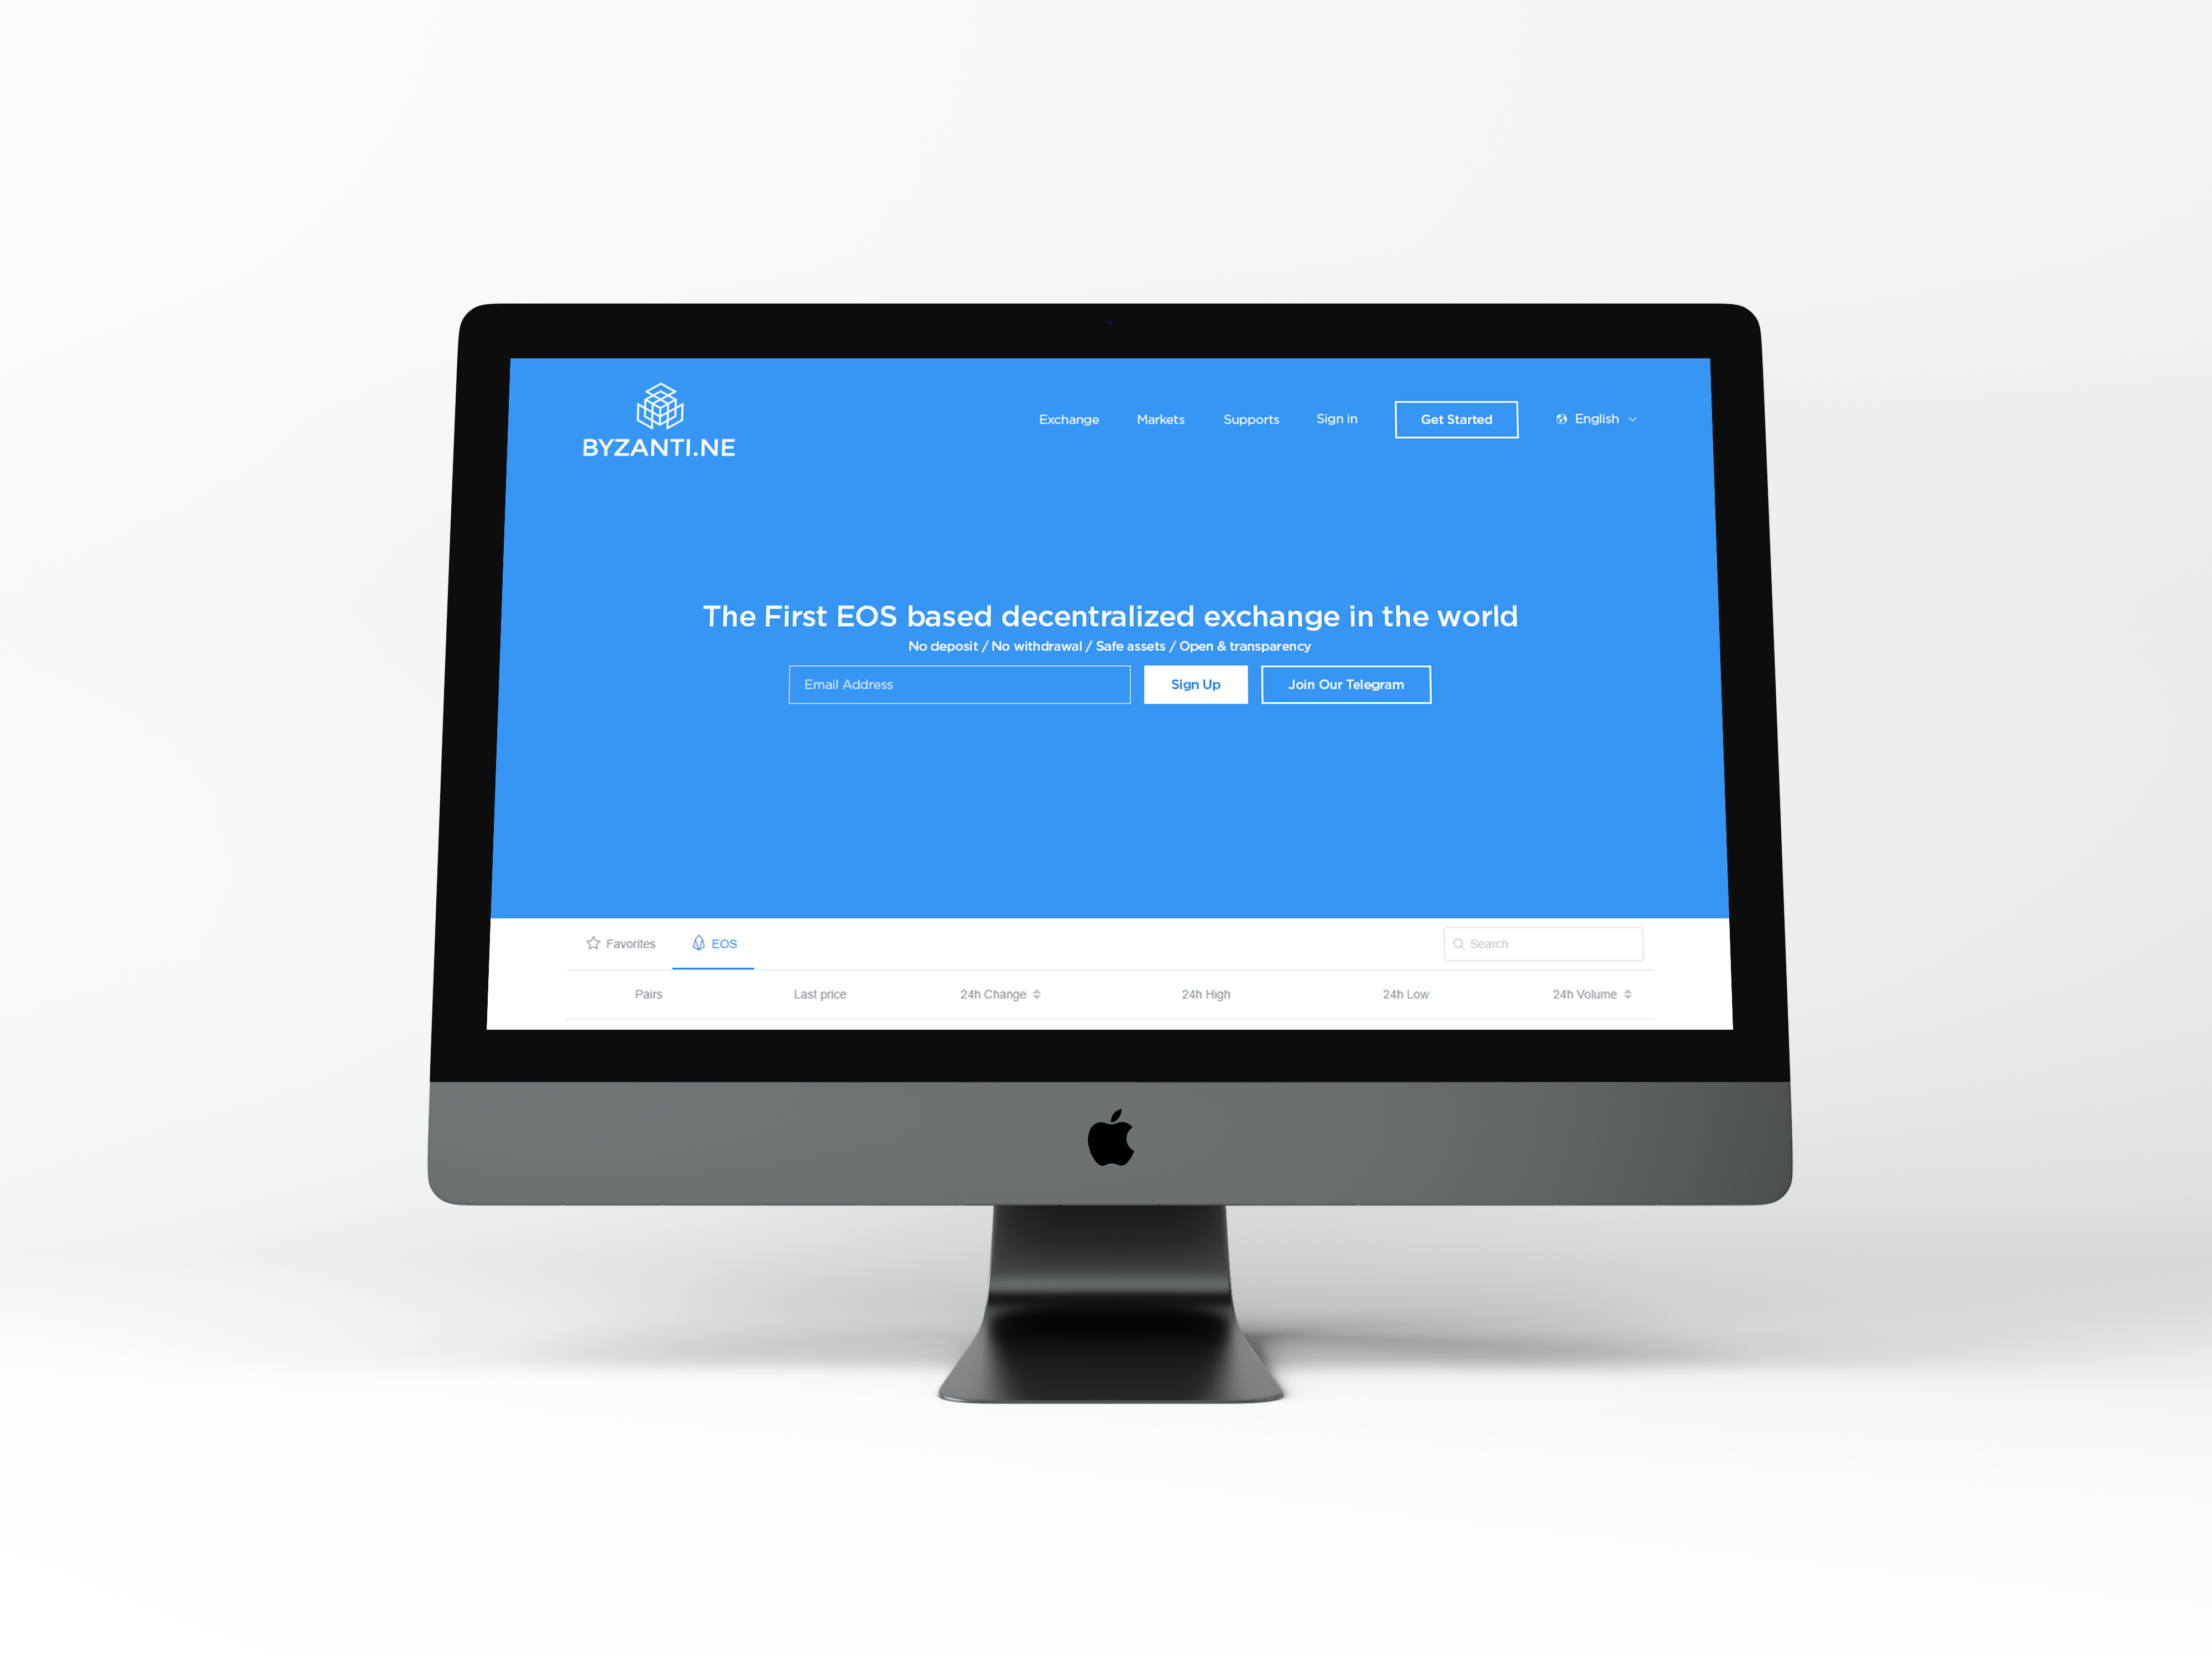 BYZANTI.NE
Exchange Markets Supports Sign in Get Started English
The First EOS based decentralized exchange in the world
No deposit / No withdrawal / Safe assets / Open & transparency
Email Address Sign Up Join Our Telegram
Favorites EOS Search
Pairs Last price 24h Change 24h High 24h Low 24h Volume